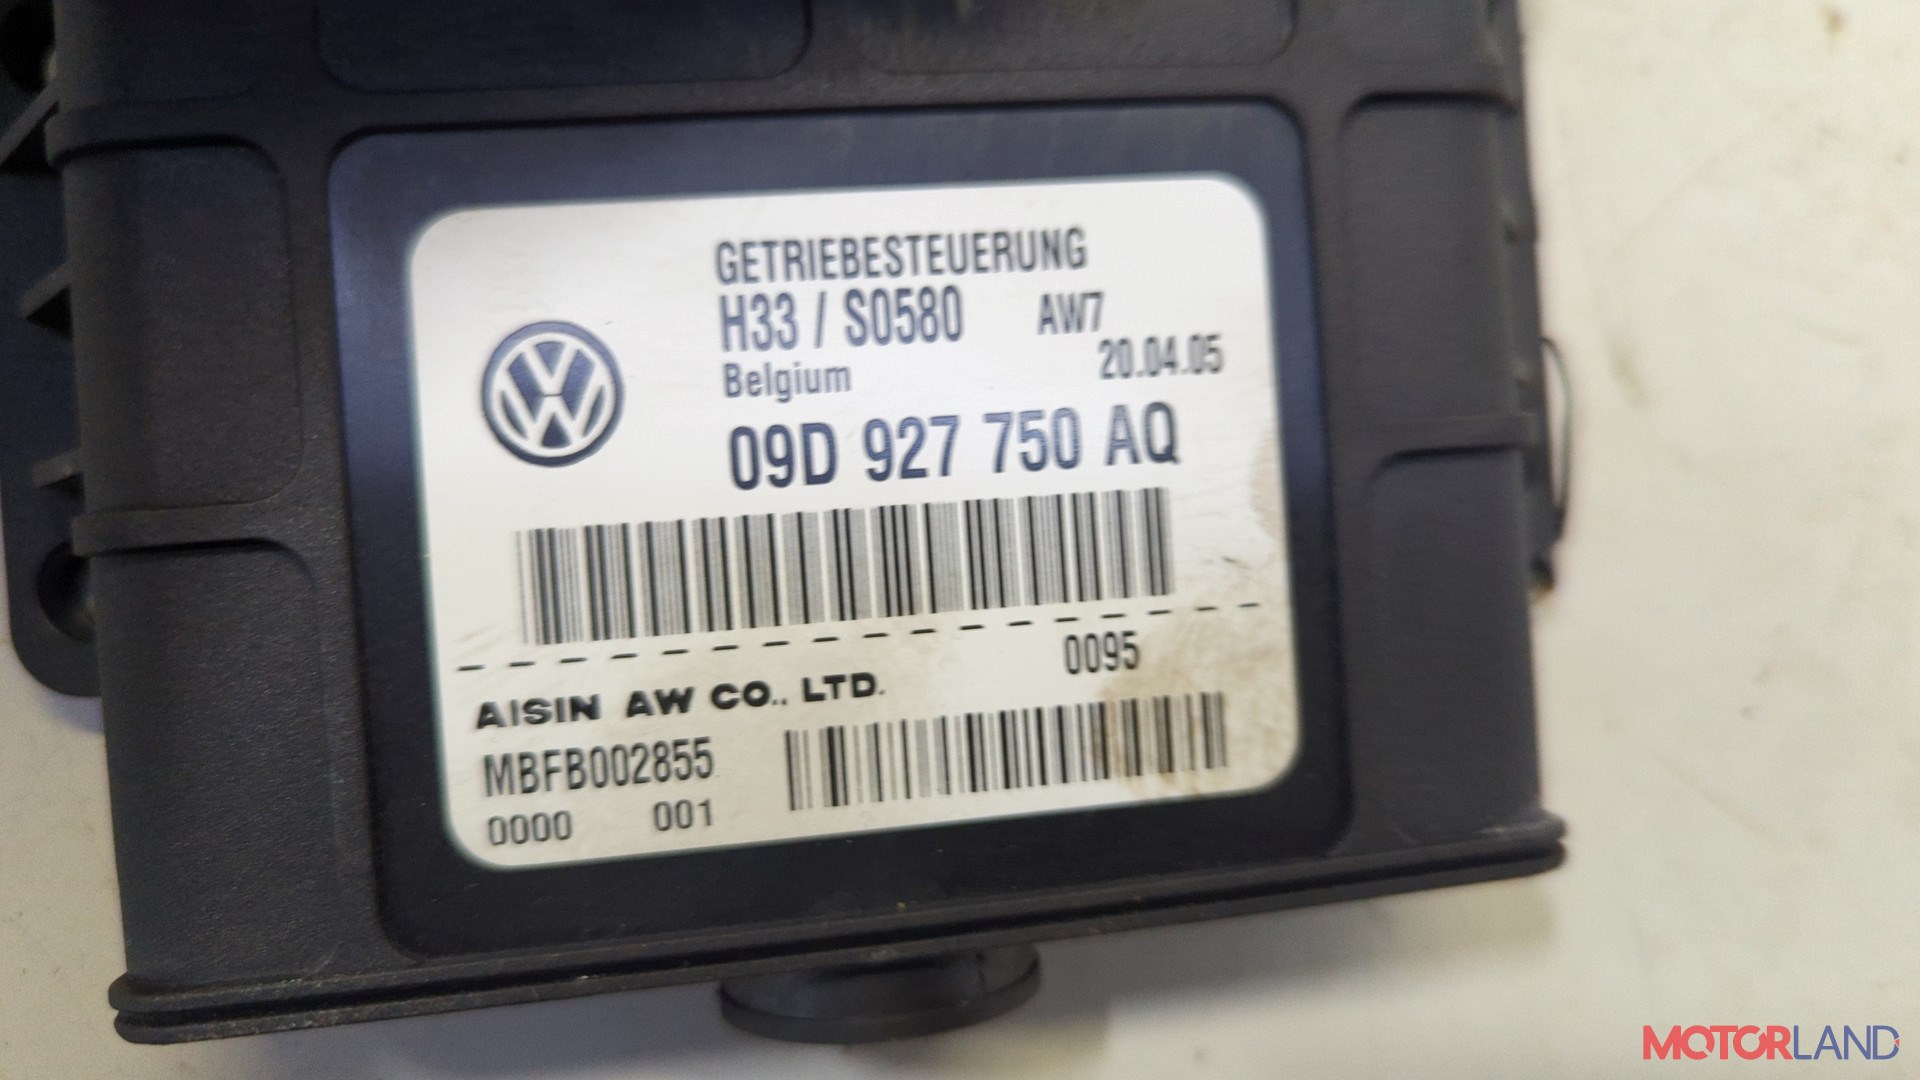 GETRIEBESTEUERUNG
H33 / S0580 AW7
Belgium 20.04.05
09D 927 750 AQ
0095
AISIN AW CO., LTD.
MBFB002855
0000 001
MOTORLAND